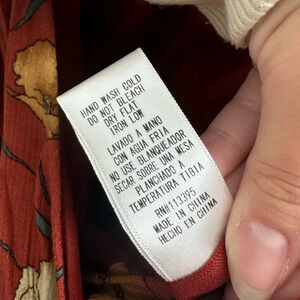 HAND WASH COLD
DO NOT BLEACH
DRY FLAT
IRON LOW
LAVADO A MANO
CON AGUA FRIA
NO USE BLANQUEADOR
SECAR SOBRE UNA MESA
PLANCHADO A
TEMPERATURA TIBIA
RN#113395
MADE IN CHINA
HECHO EN CHINA